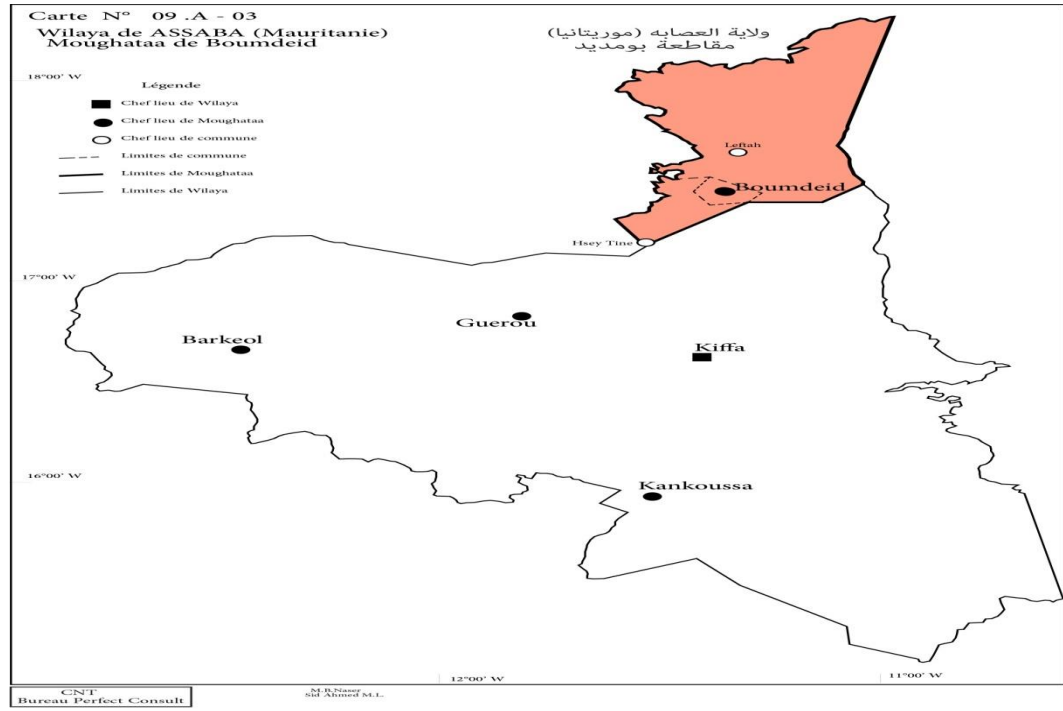 Carte N° 09 .A - 03
Wilaya de ASSABA (Mauritanie)
Moughataa de Boumdeid
ولاية العصابه (موريتانيا)
مقاطعة بومديد
18°00' W
Légende
Chef lieu de Wilaya
Chef lieu de Moughataa
Chef lieu de commune
Limites de commune
Limites de Moughataa
Limites de Wilaya
Leftah
Boumdeid
Hsey Tine
17°00' W
Guerou
Barkeol
Kiffa
16°00' W
Kankoussa
12°00' W
11°00' W
CNT
Bureau Perfect Consult
M.B.Naser
Sid Ahmed M.L.